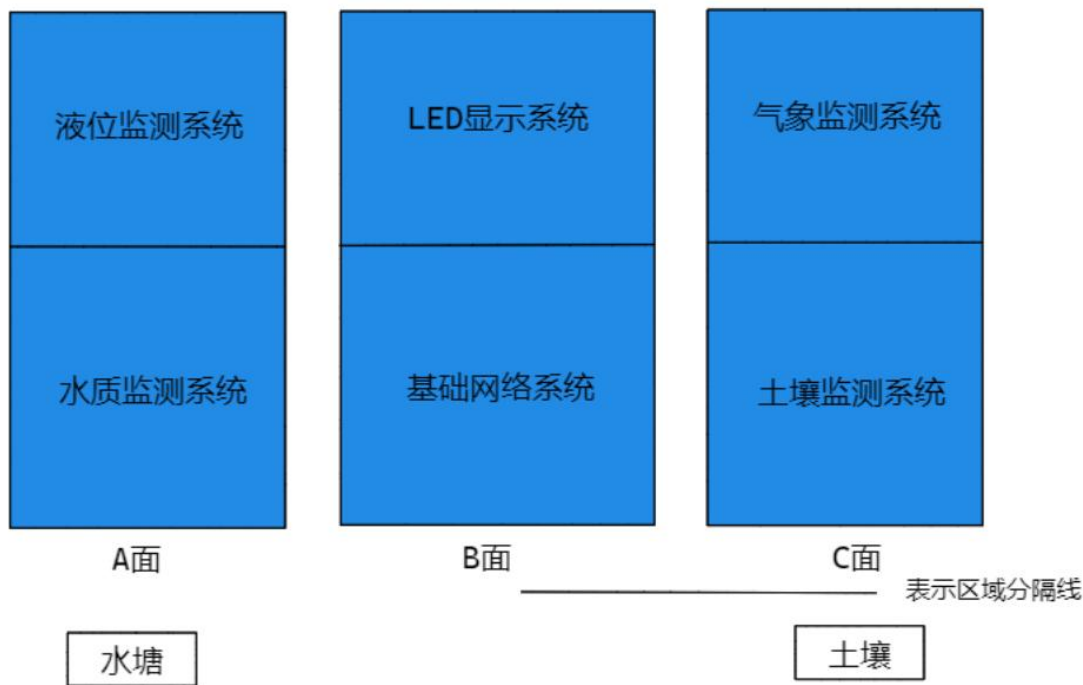 液位监测系统
LED显示系统
气象监测系统
水质监测系统
基础网络系统
土壤监测系统
A面
B面
C面
表示区域分隔线
水塘
土壤